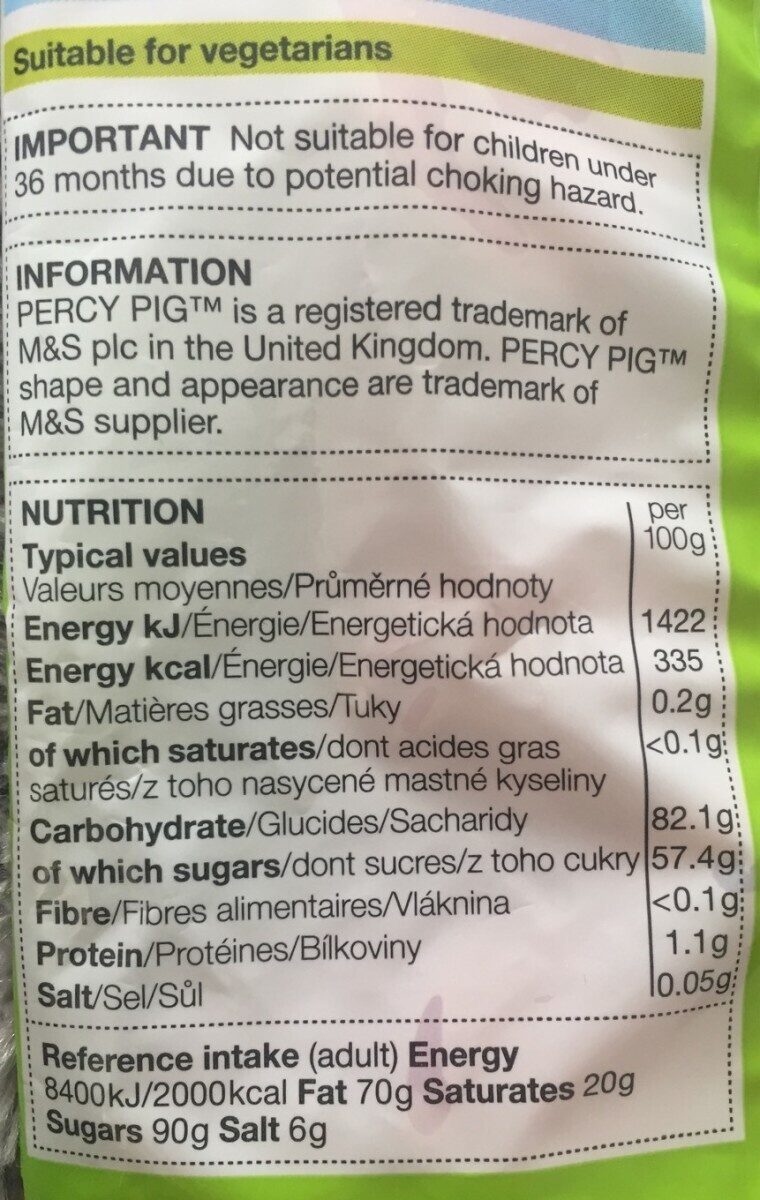 Suitable for vegetarians
IMPORTANT Not suitable for children under
36 months due to potential choking hazard.
INFORMATION
PERCY PIG™ is a registered trademark of
M&S plc in the United Kingdom. PERCY PIG™
shape and appearance are trademark of
M&S supplier.
NUTRITION per
Typical values 100g
Valeurs moyennes/Průměrné hodnoty
Energy kJ/Énergie/Energetická hodnota 1422
Energy kcal/Énergie/Energetická hodnota 335
Fat/Matières grasses/Tuky 0.2g
of which saturates/dont acides gras <0.1g
saturés/z toho nasycené mastné kyseliny
Carbohydrate/Glucides/Sacharidy 82.1g
of which sugars/dont sucres/z toho cukry 57.4g
Fibre/Fibres alimentaires/Vláknina <0.1g
Protein/Protéines/Bílkoviny 1.1g
Salt/Sel/Sůl 0.05g
Reference intake (adult) Energy
8400kJ/2000kcal Fat 70g Saturates 20g
Sugars 90g Salt 6g